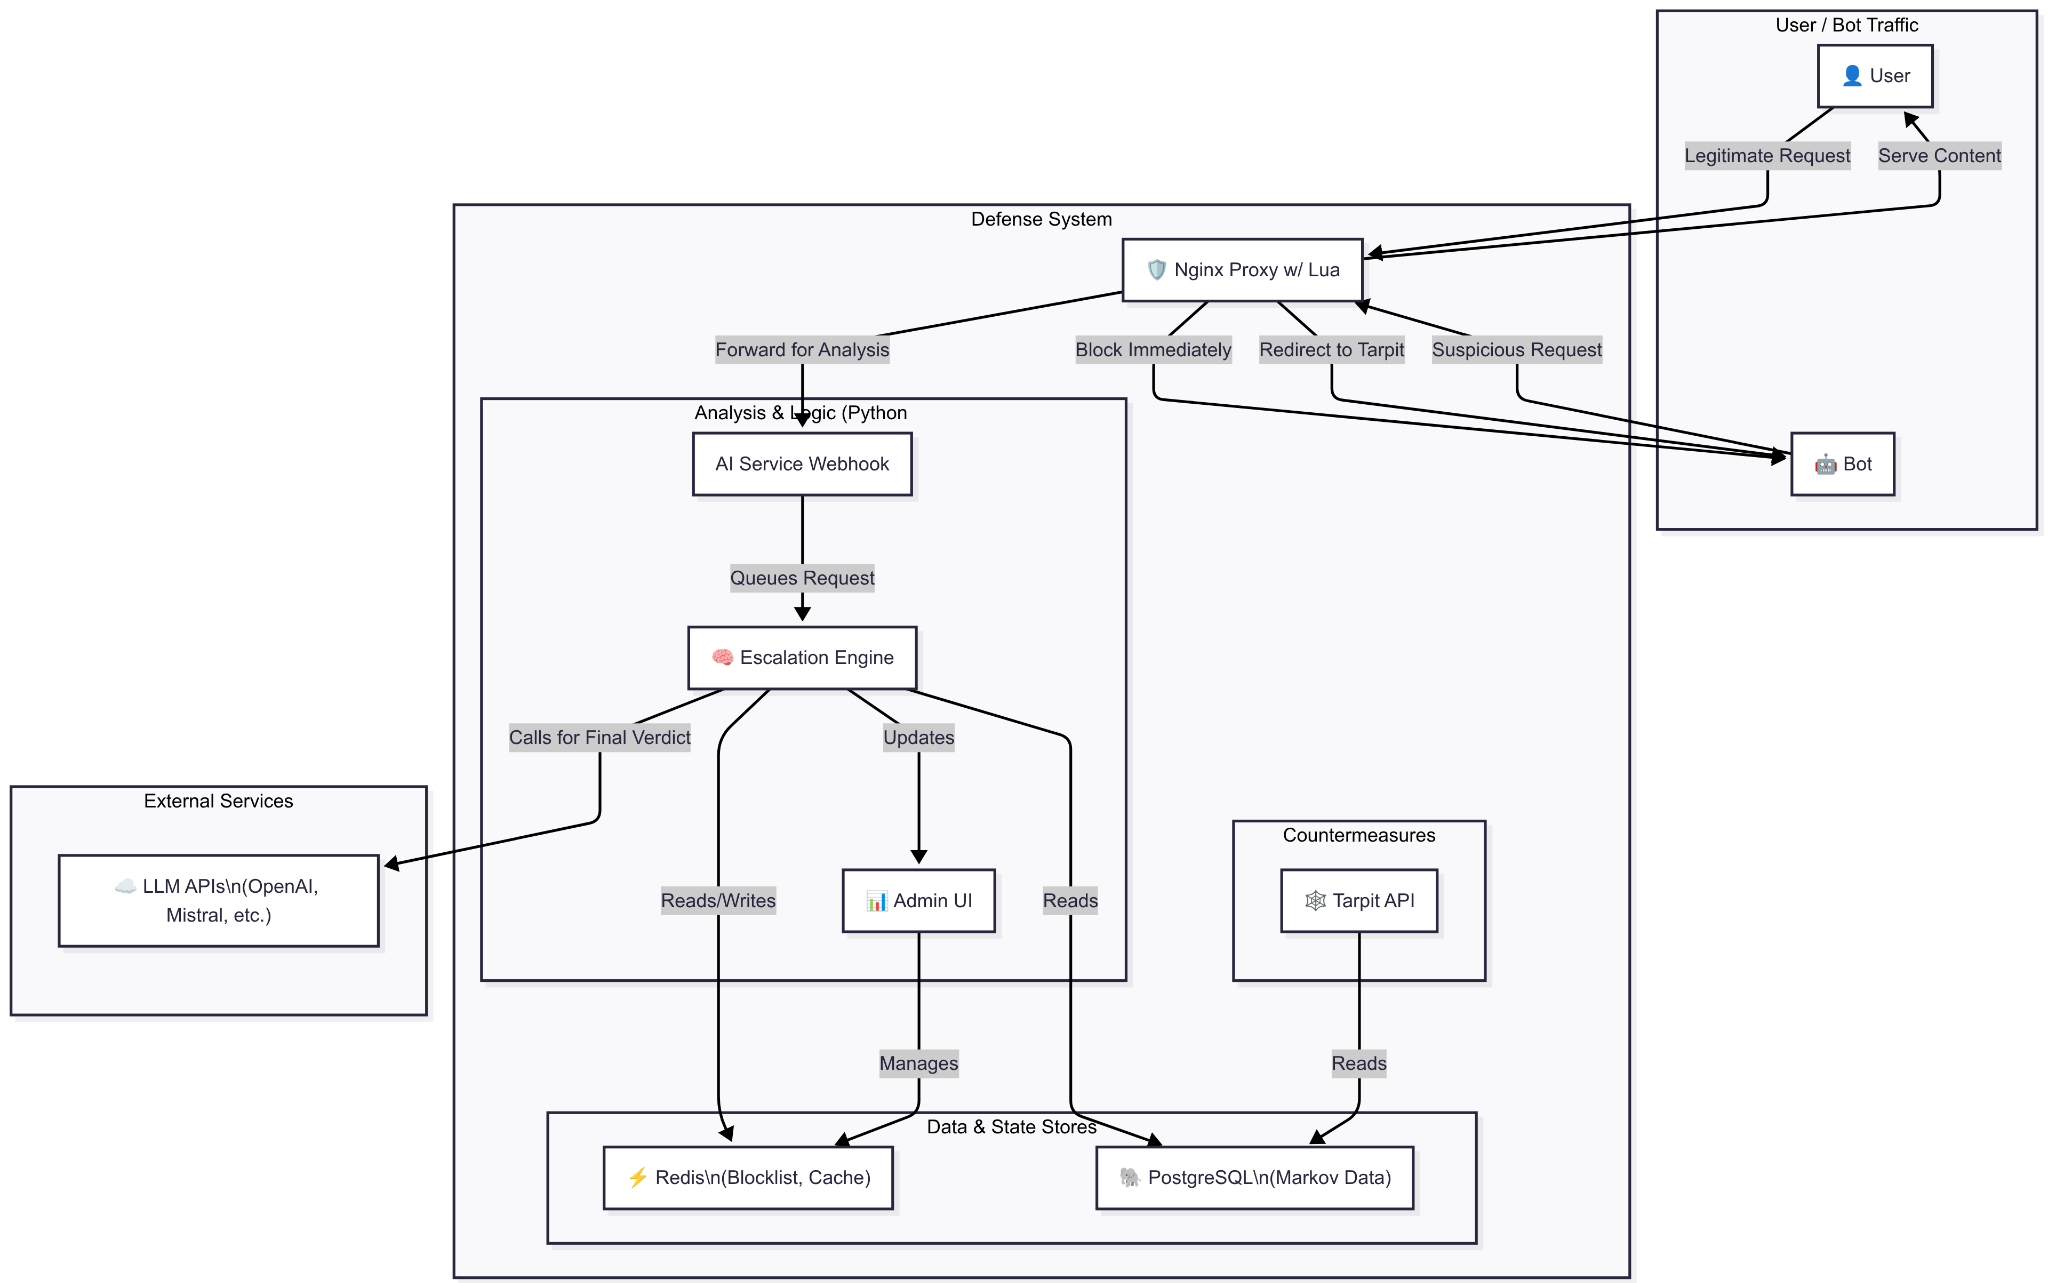 User / Bot Traffic
👤 User
Legitimate Request
Serve Content
Defense System
🛡️ Nginx Proxy w/ Lua
Forward for Analysis
Block Immediately
Redirect to Tarpit
Suspicious Request
Analysis & Logic (Python
AI Service Webhook
🤖 Bot
Queues Request
🧠 Escalation Engine
Calls for Final Verdict
Updates
External Services
☁️ LLM APIs\n(OpenAI,
Mistral, etc.)
Countermeasures
Reads/Writes
📊 Admin UI
Reads
🕸️ Tarpit API
Manages
Reads
Data & State Stores
⚡ Redis\n(Blocklist, Cache)
🐘 PostgreSQL\n(Markov Data)